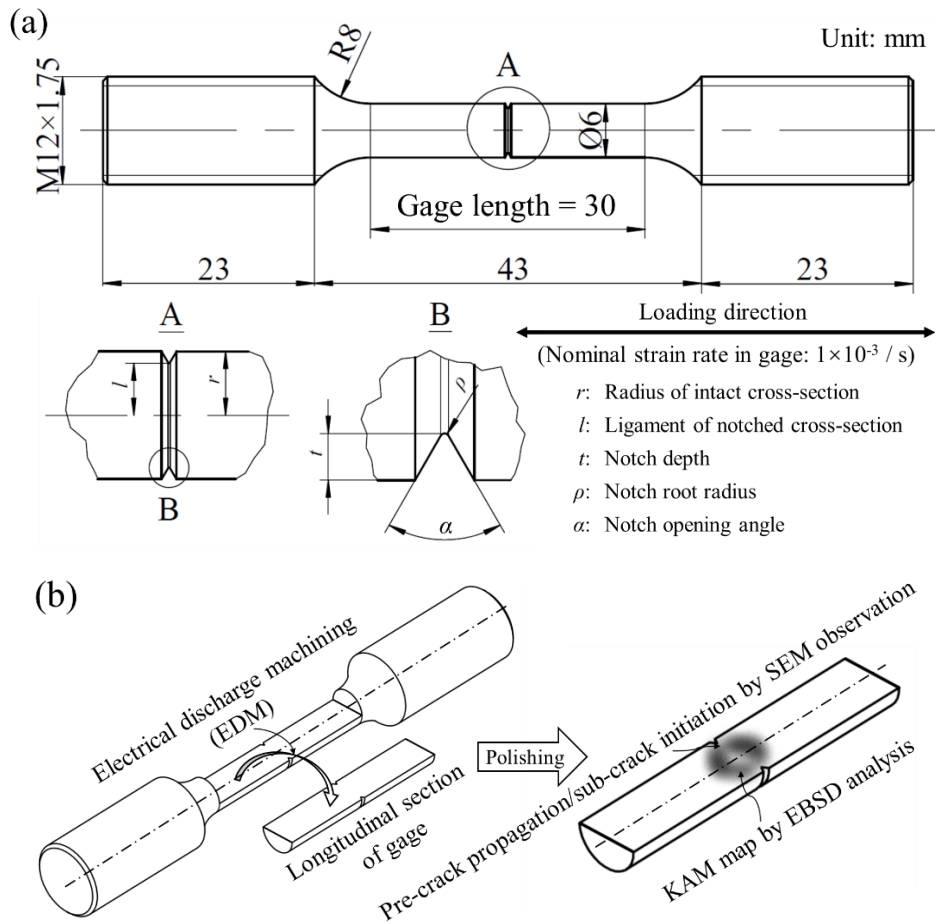 (a)
Unit: mm
M12×1.75
R8
A
Ø6
Gage length = 30
23
43
23
A
B
Loading direction
(Nominal strain rate in gage: 1×10⁻³ / s)
l
r
B
t
ρ
α
r: Radius of intact cross-section
l: Ligament of notched cross-section
t: Notch depth
ρ: Notch root radius
α: Notch opening angle
(b)
Electrical discharge machining
(EDM)
Longitudinal section
of gage
Polishing
Pre-crack propagation/sub-crack initiation by SEM observation
KAM map by EBSD analysis